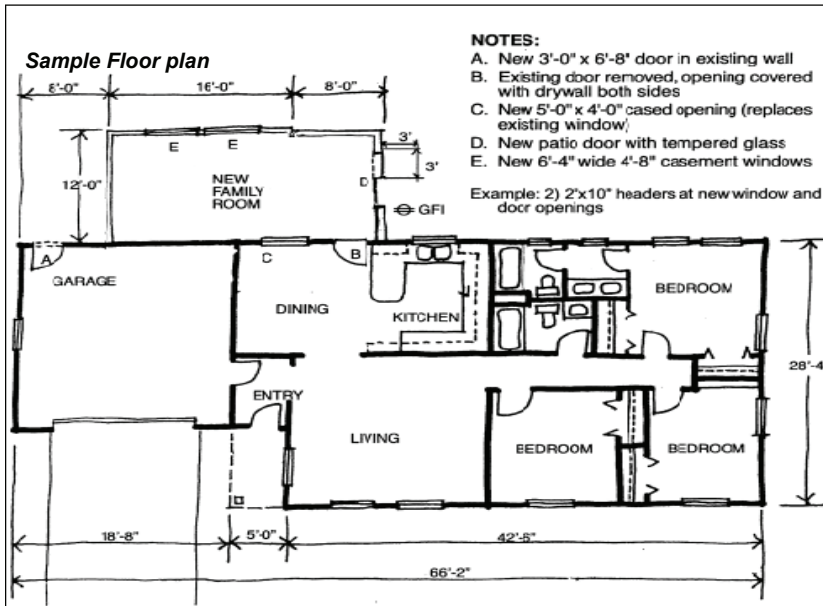 Sample Floor plan
NOTES:
A. New 3'-0" x 6'-8" door in existing wall
B. Existing door removed, opening covered
with drywall both sides
C. New 5'-0" x 4'-0" cased opening (replaces
existing window)
D. New patio door with tempered glass
E. New 6'-4" wide 4'-8" casement windows
Example: 2) 2"x10" headers at new window and
door openings
8'-0"
16'-0"
8'-0"
E
E
3'
3'
12'-0"
NEW
FAMILY
ROOM
D
GFI
A
C
B
GARAGE
DINING
KITCHEN
BEDROOM
28'-4
ENTRY
LIVING
BEDROOM
BEDROOM
18'-8"
5'-0"
42'-6"
66'-2"